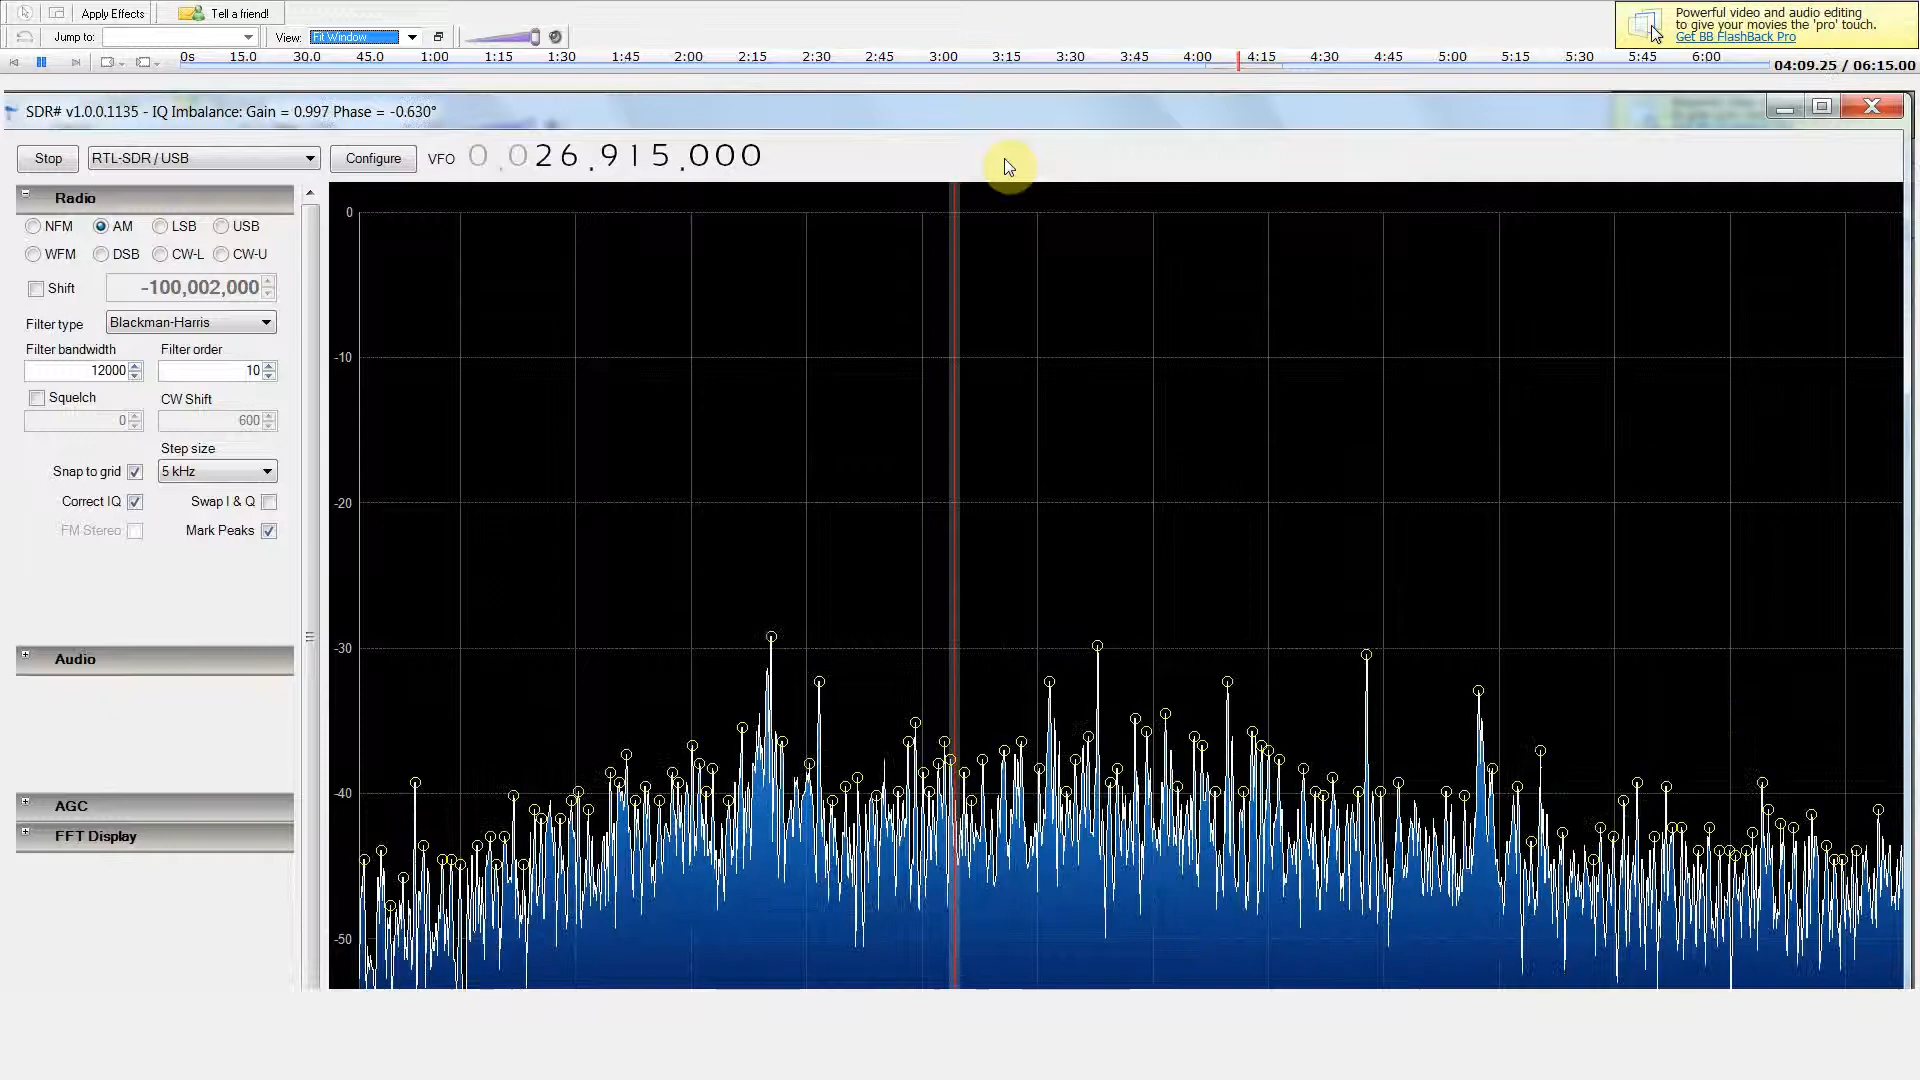 Apply Effects Tell a friend!
Powerful video and audio editing
to give your movies the 'pro' touch.
Get BB FlashBack Pro
Jump to: View: Fit Window
0s 15.0 30.0 45.0 1:00 1:15 1:30 1:45 2:00 2:15 2:30 2:45 3:00 3:15 3:30 3:45 4:00 4:15 4:30 4:45 5:00 5:15 5:30 5:45 6:00
04:09.25 / 06:15.00
SDR# v1.0.0.1135 - IQ Imbalance: Gain = 0.997 Phase = -0.630°
Stop RTL-SDR / USB Configure VFO 0.026.915.000
Radio
NFM AM LSB USB
WFM DSB CW-L CW-U
Shift -100,002,000
Filter type Blackman-Harris
Filter bandwidth Filter order
12000 10
Squelch CW Shift
0 600
Step size
Snap to grid 5 kHz
Correct IQ Swap I & Q
FM Stereo Mark Peaks
Audio
AGC
FFT Display
0
-10
-20
-30
-40
-50